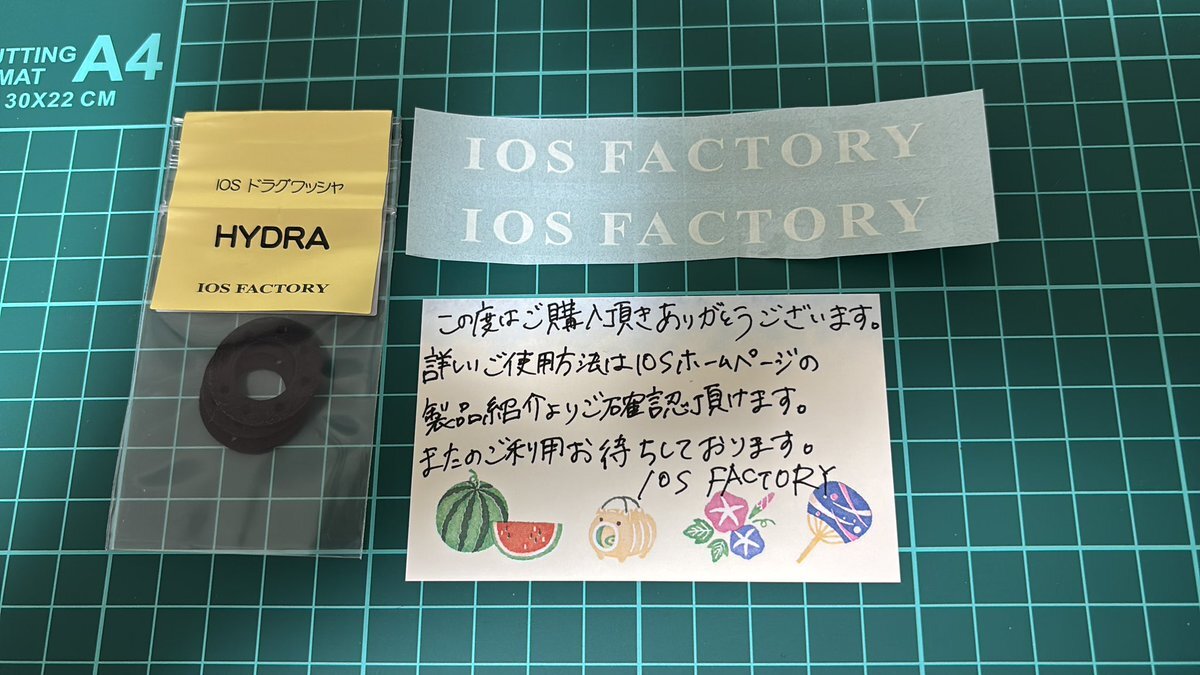 CUTTING
MAT A4
30X22 CM
IOS ドラグワッシャ
HYDRA
IOS FACTORY
IOS FACTORY
IOS FACTORY
この度はご購入頂きありがとうございます。
詳しいご使用方法はIOSホームページの
製品紹介よりご確認頂けます。
またのご利用お待ちしております。
IOS FACTORY